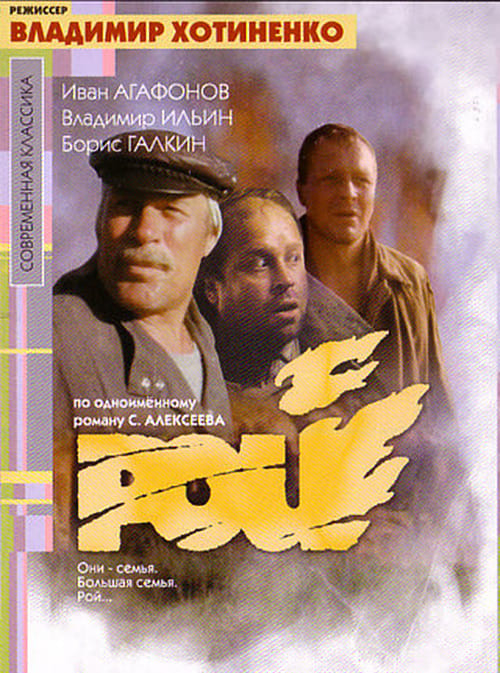 РЕЖИССЕР
ВЛАДИМИР ХОТИНЕНКО
СОВРЕМЕННАЯ КЛАССИКА
Иван АГАФОНОВ
Владимир ИЛЬИН
Борис ГАЛКИН
по одноимённому
роману С. АЛЕКСЕЕВА
РОЙ
Они - семья.
Большая семья.
Рой...